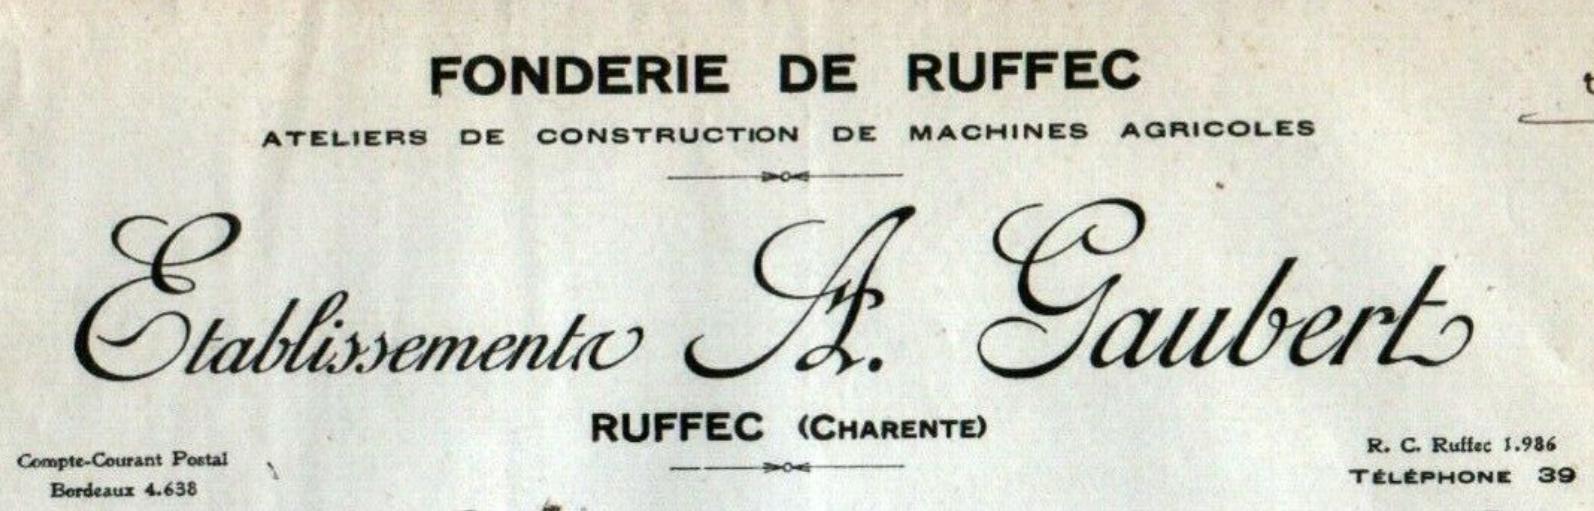 FONDERIE DE RUFFEC
ATELIERS DE CONSTRUCTION DE MACHINES AGRICOLES
Etablissements A. Gaubert
RUFFEC (CHARENTE)
Compte-Courant Postal
Bordeaux 4.638
R. C. Ruffec 1.986
TÉLÉPHONE 39